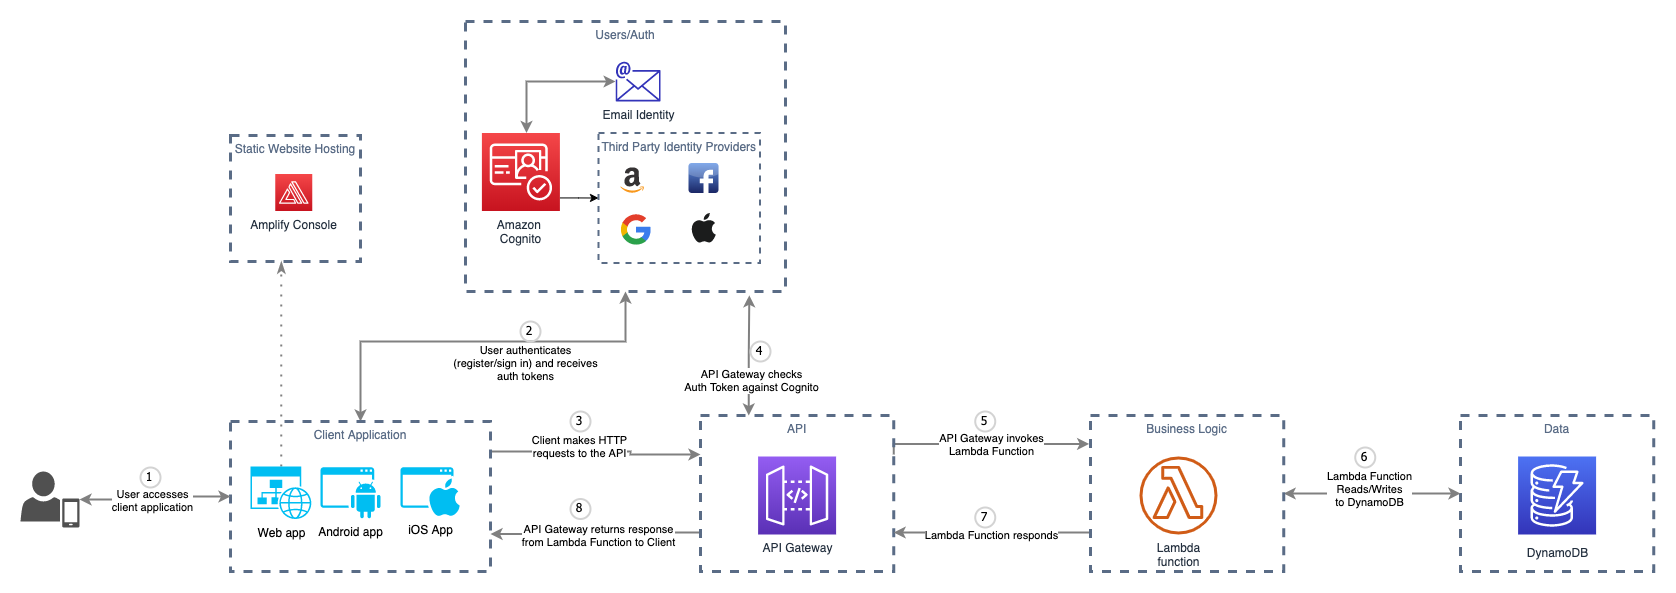 Users/Auth
@
Email Identity
Third Party Identity Providers
a
f
G
Amazon
Cognito
Static Website Hosting
Amplify Console
2
User authenticates
(register/sign in) and receives
auth tokens
4
API Gateway checks
Auth Token against Cognito
1
User accesses
client application
Client Application
Web app
Android app
iOS App
3
Client makes HTTP
requests to the API
8
API Gateway returns response
from Lambda Function to Client
API
</>
API Gateway
5
API Gateway invokes
Lambda Function
7
Lambda Function responds
Business Logic
Lambda
function
6
Lambda Function
Reads/Writes
to DynamoDB
Data
DynamoDB